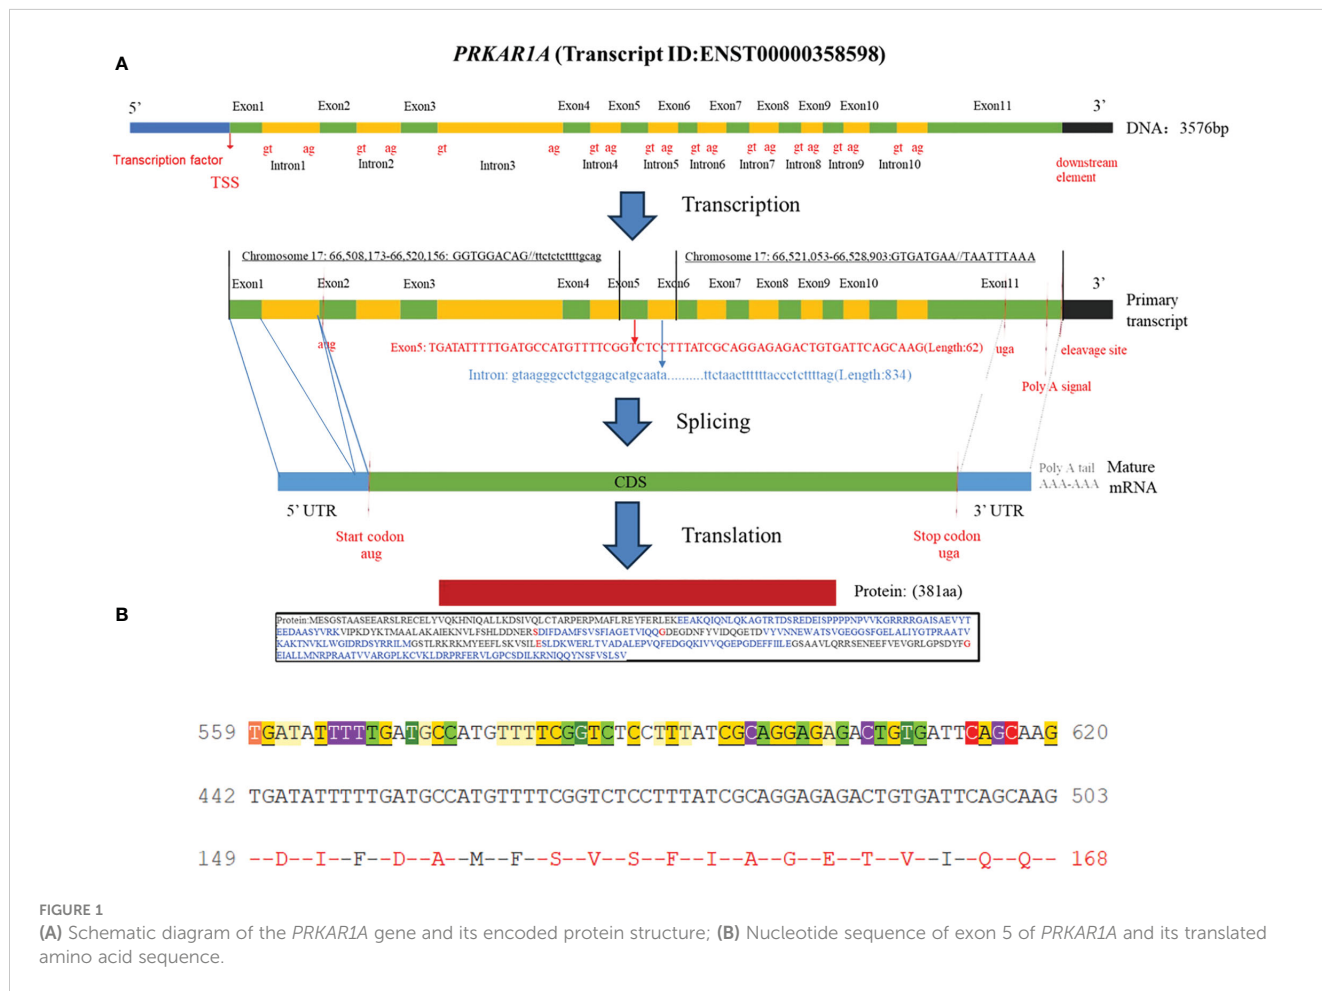 A
PRKAR1A (Transcript ID:ENST00000358598)
5’ Exon1 Exon2 Exon3 Exon4 Exon5 Exon6 Exon7 Exon8 Exon9 Exon10 Exon11 3’
DNA: 3576bp
gt ag gt ag gt ag gt ag gt ag gt ag gt ag gt ag gt ag gt ag
Transcription factor Intron1 Intron2 Intron3 Intron4 Intron5 Intron6 Intron7 Intron8 Intron9 Intron10 downstream
element
TSS
Transcription
Chromosome 17: 66,508,173-66,520,156: GGTGGACAG//ttctctcttttgcag Chromosome 17: 66,521,053-66,528,903:GTGATGAA//TAATTTAAA
Exon1 Exon2 Exon3 Exon4 Exon5 Exon6 Exon7 Exon8 Exon9 Exon10 Exon11 3’
Primary
transcript
aug Exon5: TGATATTTTTGATGCCATGTTTTCGGTCTCCTTTATCGCAGGAGAGACTGTGATTCAGCAAG(Length:62) uga cleavage site
Intron: gtaagggcctctggagcatgcaata..........ttctaacttttttaccctcttttag(Length:834)
Poly A signal
Splicing
CDS
Poly A tail
AAA-AAA
Mature
mRNA
5’ UTR 3’ UTR
Start codon
aug
Stop codon
uga
Translation
Protein: (381aa)
B
Protein:MESGSTAASEEARSLRECELYVQKHNIQALLKDSIVQLCTARPERPMAFLREYFERLEKEEAKQIQNLQKAGTRTDSREDEISPPPPNPVVKGRRRRGAISAEVYT
EEDAASYVRKVIPKDYKTMAALAKAIEKNVLFSHLDDNERSDIFDAMFSVSFIAGETVIQQGDEGDNFYVIDQGETDVYVNNEWATSVGEGGSFGELALIYGTPRAATV
KAKTNVKLWGIDRDSYRRILMGSTLRKRKMYEEFLSKVSILESLDKWERLTVADALEPVQFEDGQKIVVQGEPGDEFFIILEGSAAVLQRRSENEEFVEVGRLGPSDYFG
EIALLMNRPRAATVVARGPLKCVKLDRPRFERVLGPCSDILKRNIQQYNSFVSLSV
559 TGATATTTTTGATGCCATGTTTTCGGTCTCCTTTATCGCAGGAGAGACTGTGATTCAGCAAG 620
442 TGATATTTTTGATGCCATGTTTTCGGTCTCCTTTATCGCAGGAGAGACTGTGATTCAGCAAG 503
149 --D--I--F--D--A--M--F--S--V--S--F--I--A--G--E--T--V--I--Q--Q-- 168
FIGURE 1
(A) Schematic diagram of the PRKAR1A gene and its encoded protein structure; (B) Nucleotide sequence of exon 5 of PRKAR1A and its translated
amino acid sequence.